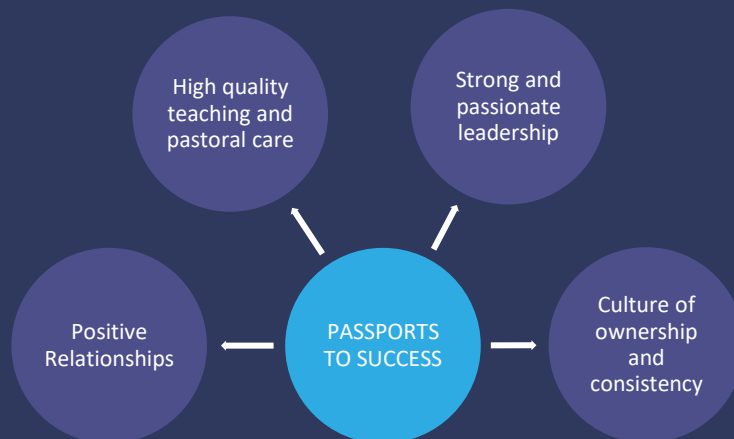 High quality
teaching and
pastoral care
Strong and
passionate
leadership
Positive
Relationships
PASSPORTS
TO SUCCESS
Culture of
ownership
and
consistency